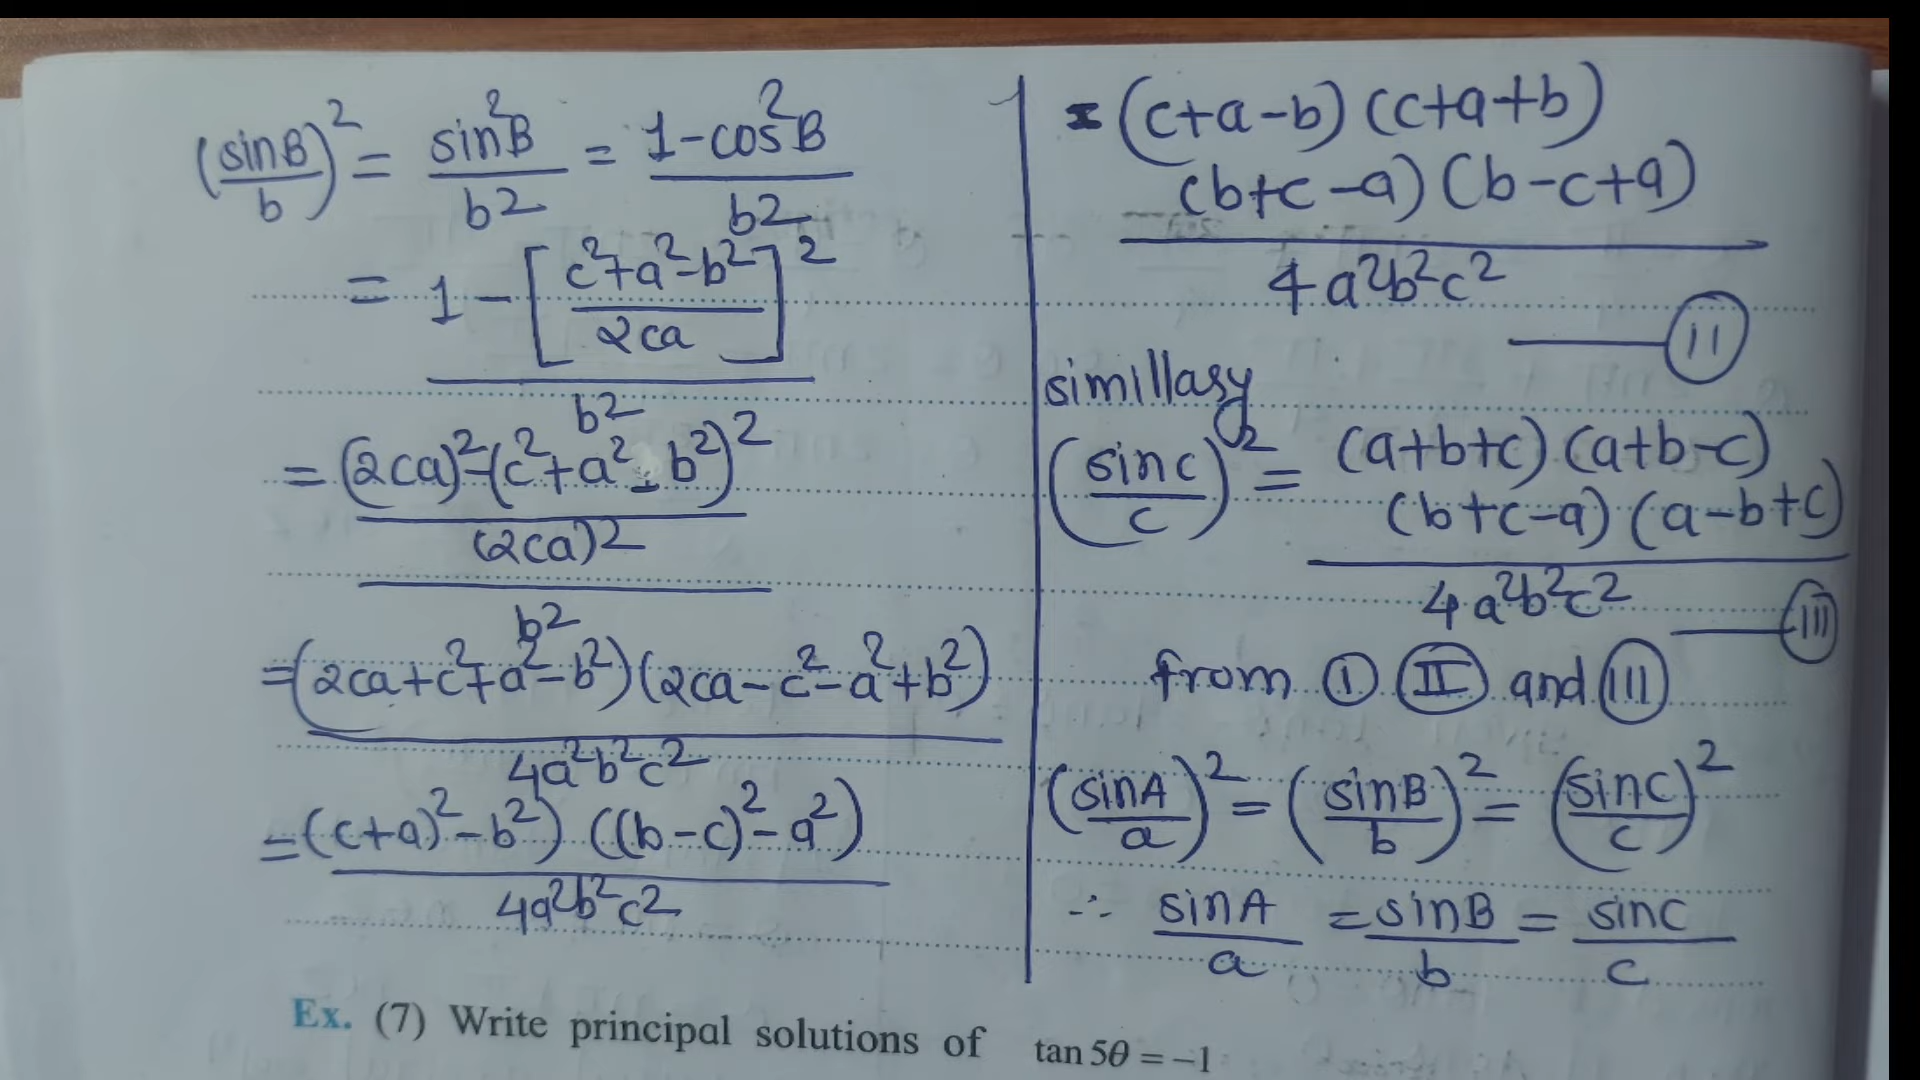 (sinB/b)² = sin²B/b2 = 1-cos²B/b2
= 1-[c²+a²-b²/2ca]²/b2
= (2ca)²-(c²+a²-b²)²/(2ca)2/b2
=(2ca+c²+a²-b²)(2ca-c²-a²+b²)/4a²b²c²
=(c+a)²-b²) ((b-c)²-a²)/4a²b²c²
= (c+a-b)(c+a+b)
(b+c-a)(b-c+a)
4a²b²c²
II
simillasy
(sinc/c)² = (a+b+c)(a+b-c)
(b+c-a)(a-b+c)
4a²b²c²
III
from I II and III
(sinA/a)² = (sinB/b)² = (sinC/c)²
∴ sinA/a = sinB/b = sinC/c
Ex. (7) Write principal solutions of tan5θ = -1